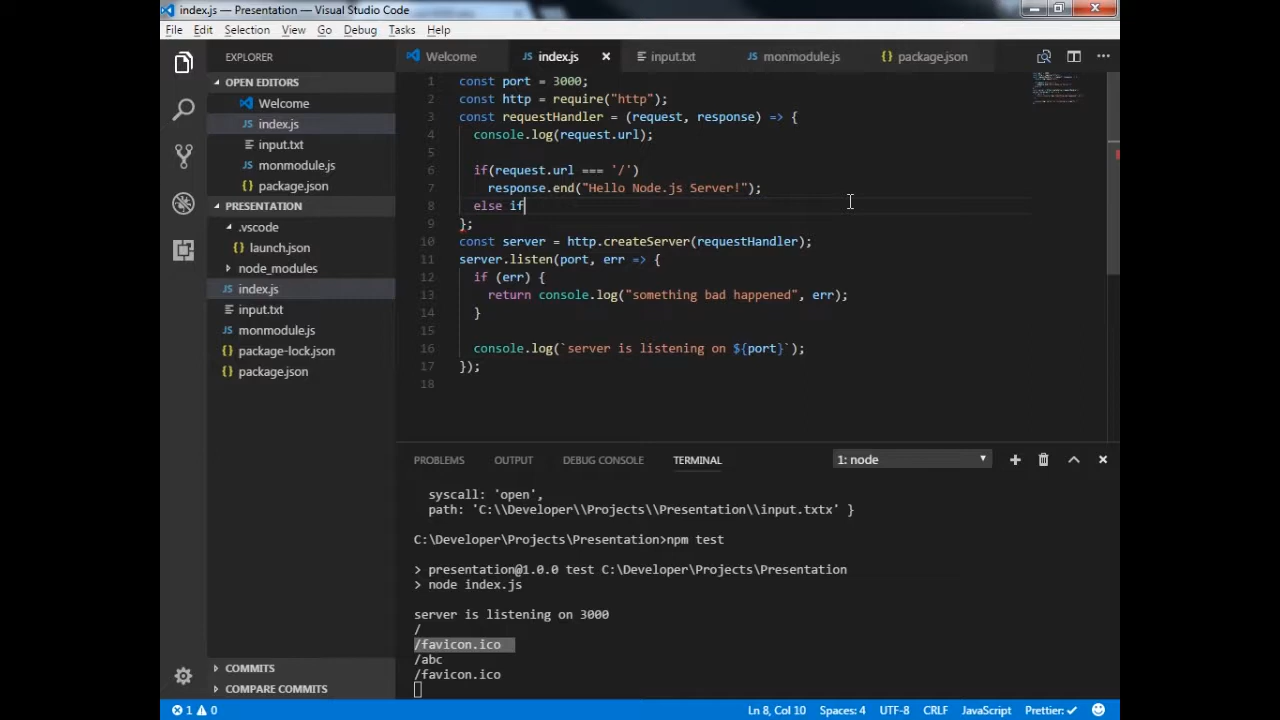 index.js — Presentation — Visual Studio Code
File Edit Selection View Go Debug Tasks Help
EXPLORER
OPEN EDITORS
Welcome
JS index.js
input.txt
JS monmodule.js
{} package.json
PRESENTATION
.vscode
{} launch.json
node_modules
JS index.js
input.txt
JS monmodule.js
{} package-lock.json
{} package.json
COMMITS
COMPARE COMMITS
Welcome JS index.js input.txt JS monmodule.js {} package.json
1 const port = 3000;
2 const http = require("http");
3 const requestHandler = (request, response) => {
4 console.log(request.url);
5
6 if(request.url === '/')
7 response.end("Hello Node.js Server!");
8 else if
9 };
10 const server = http.createServer(requestHandler);
11 server.listen(port, err => {
12 if (err) {
13 return console.log("something bad happened", err);
14 }
15
16 console.log(`server is listening on ${port}`);
17 });
18
PROBLEMS OUTPUT DEBUG CONSOLE TERMINAL 1: node
syscall: 'open',
path: 'C:\\Developer\\Projects\\Presentation\\input.txtx' }
C:\Developer\Projects\Presentation>npm test
> presentation@1.0.0 test C:\Developer\Projects\Presentation
> node index.js
server is listening on 3000
/
/favicon.ico
/abc
/favicon.ico
1 0 Ln 8, Col 10 Spaces: 4 UTF-8 CRLF JavaScript Prettier: ✓